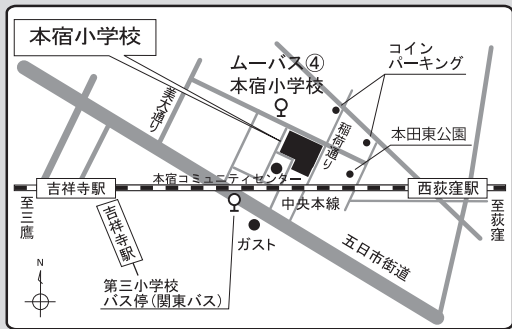 本宿小学校
ムーバス④
本宿小学校
コイン
パーキング
美大通り
稲荷通り
本田東公園
本宿コミュニティセンター
吉祥寺駅
西荻窪駅
至三鷹
吉祥寺駅
中央本線
至荻窪
ガスト
五日市街道
N
第三小学校
バス停(関東バス)